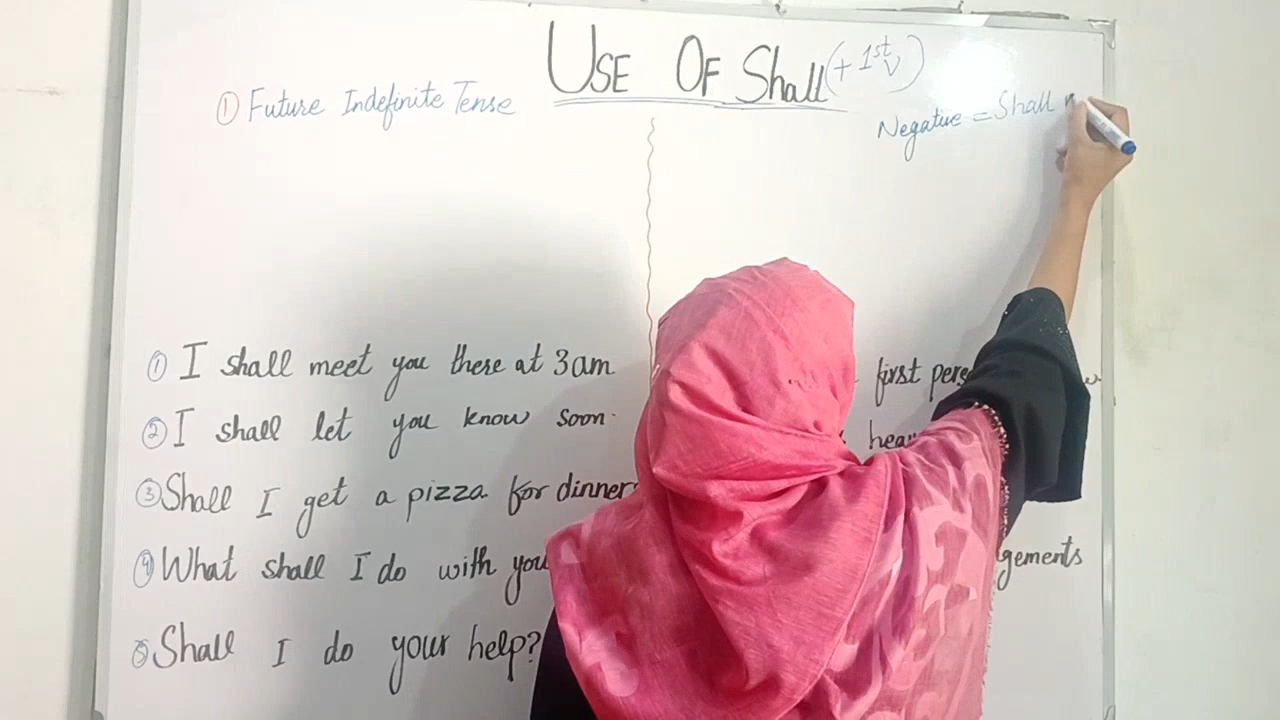 USE OF Shall (+ 1st V)
① Future Indefinite Tense
Negative = Shall n
① I shall meet you there at 3am
② I shall let you know soon.
③ Shall I get a pizza for dinner
④ What shall I do with you
⑤ Shall I do your help?
first pers
hea
gements